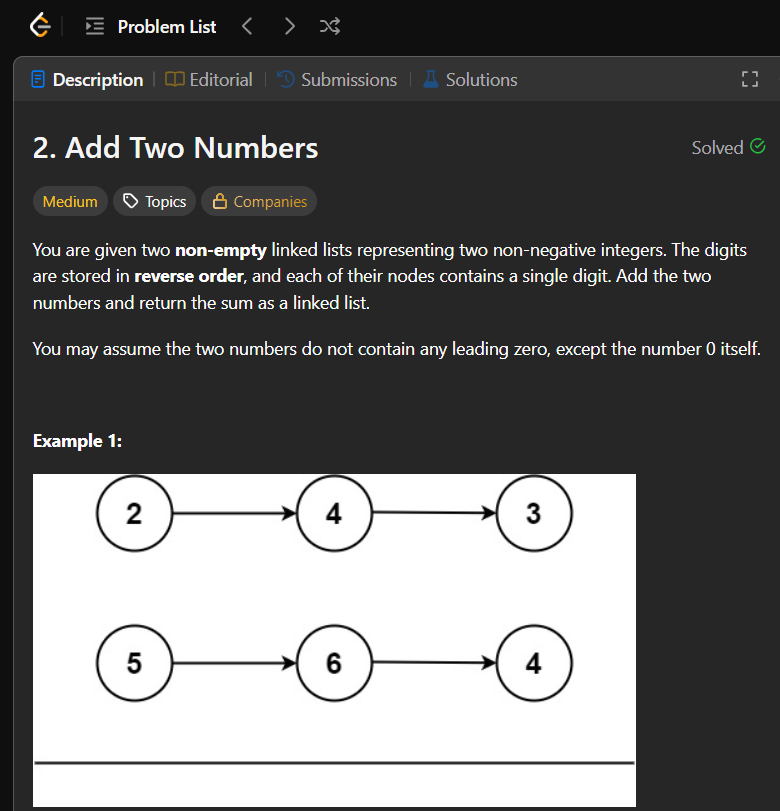 Problem List
Description | Editorial | Submissions | Solutions
2. Add Two Numbers
Solved
Medium Topics Companies
You are given two non-empty linked lists representing two non-negative integers. The digits
are stored in reverse order, and each of their nodes contains a single digit. Add the two
numbers and return the sum as a linked list.
You may assume the two numbers do not contain any leading zero, except the number 0 itself.
Example 1:
2 4 3
5 6 4